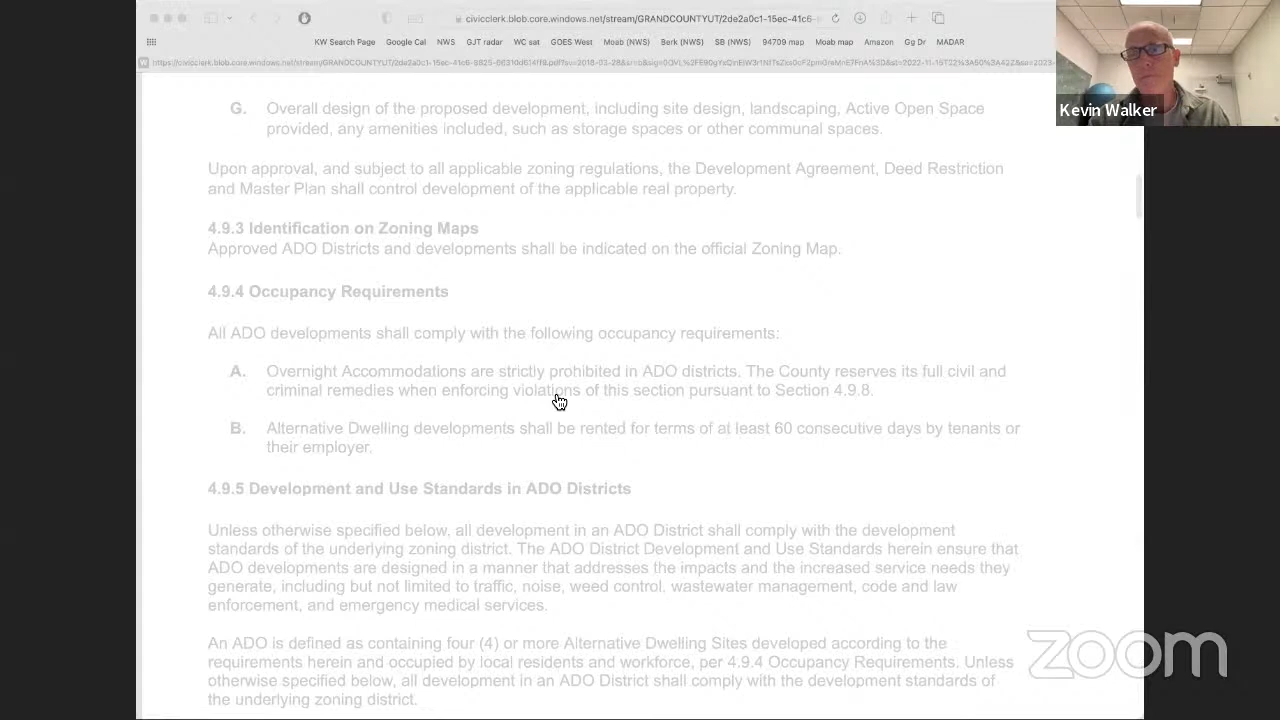 civicclerk.blob.core.windows.net/stream/GRANDCOUNTYUT/2de2a0c1-15ec-41c6-
KW Search Page Google Cal NWS GJT radar WC sat GOES West Moab (NWS) Berk (NWS) SB (NWS) 94709 map Moab map Amazon Gg Dr MADAR
Kevin Walker
G. Overall design of the proposed development, including site design, landscaping, Active Open Space
provided, any amenities included, such as storage spaces or other communal spaces.
Upon approval, and subject to all applicable zoning regulations, the Development Agreement, Deed Restriction
and Master Plan shall control development of the applicable real property.
4.9.3 Identification on Zoning Maps
Approved ADO Districts and developments shall be indicated on the official Zoning Map.
4.9.4 Occupancy Requirements
All ADO developments shall comply with the following occupancy requirements:
A. Overnight Accommodations are strictly prohibited in ADO districts. The County reserves its full civil and
criminal remedies when enforcing violations of this section pursuant to Section 4.9.8.
B. Alternative Dwelling developments shall be rented for terms of at least 60 consecutive days by tenants or
their employer.
4.9.5 Development and Use Standards in ADO Districts
Unless otherwise specified below, all development in an ADO District shall comply with the development
standards of the underlying zoning district. The ADO District Development and Use Standards herein ensure that
ADO developments are designed in a manner that addresses the impacts and the increased service needs they
generate, including but not limited to traffic, noise, weed control, wastewater management, code and law
enforcement, and emergency medical services.
An ADO is defined as containing four (4) or more Alternative Dwelling Sites developed according to the
requirements herein and occupied by local residents and workforce, per 4.9.4 Occupancy Requirements. Unless
otherwise specified below, all development in an ADO District shall comply with the development standards of
the underlying zoning district.
zoom